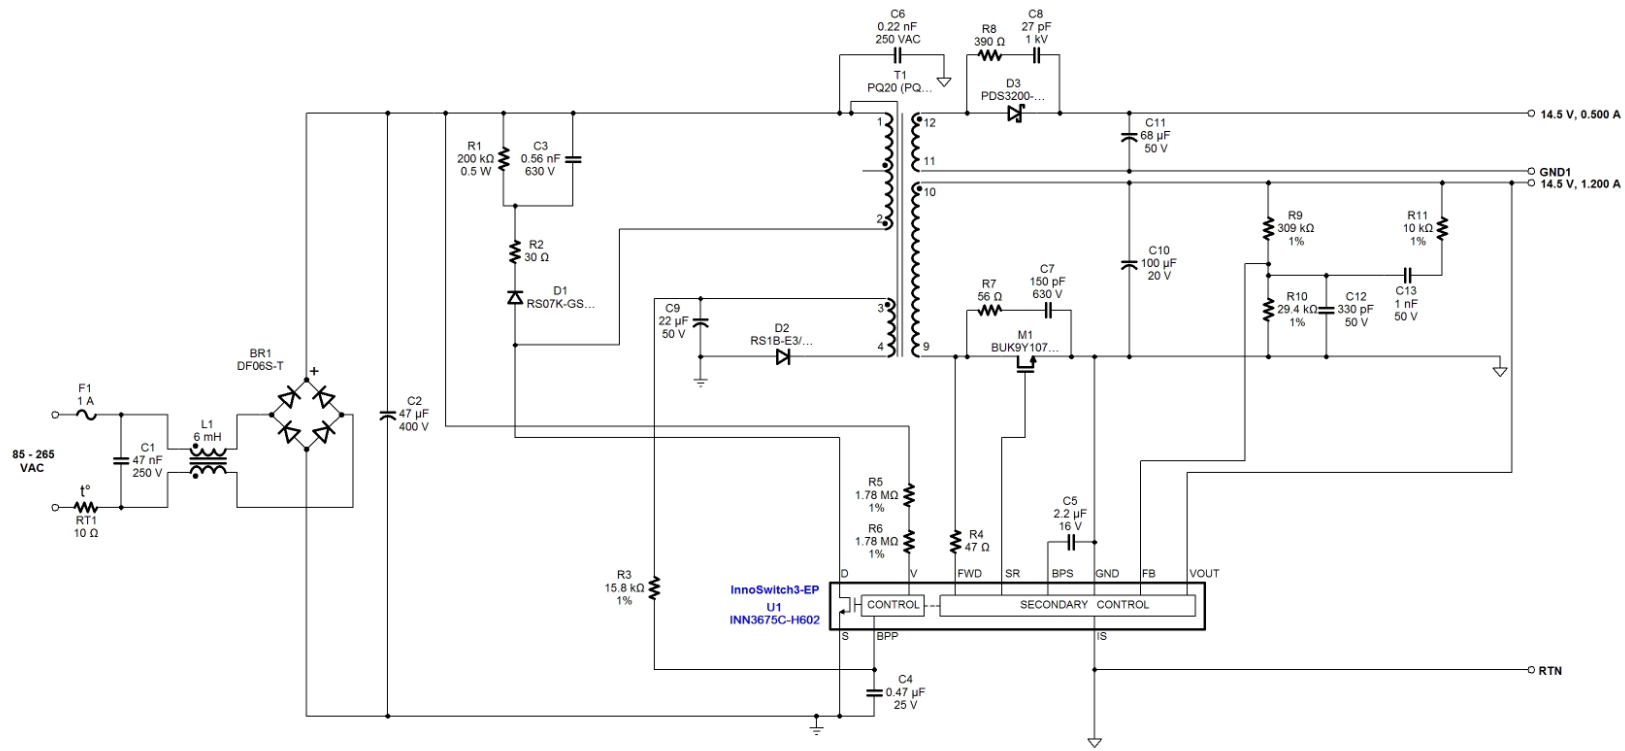 C6
0.22 nF
250 VAC
C8
27 pF
1 kV
R8
390 Ω
T1
PQ20 (PQ...
D3
PDS3200-...
14.5 V, 0.500 A
1
12
C11
68 µF
50 V
R1
200 kΩ
0.5 W
C3
0.56 nF
630 V
11
GND1
14.5 V, 1.200 A
10
2
R9
309 kΩ
1%
R11
10 kΩ
1%
R2
30 Ω
C10
100 µF
20 V
D1
RS07K-GS...
C7
150 pF
630 V
R7
56 Ω
C13
1 nF
50 V
R10
29.4 kΩ
1%
C12
330 pF
50 V
C9
22 µF
50 V
3
D2
RS1B-E3/...
M1
BUK9Y107...
4
9
BR1
DF06S-T
+
F1
1 A
C2
47 µF
400 V
L1
6 mH
C1
47 nF
250 V
85 - 265
VAC
t°
RT1
10 Ω
R5
1.78 MΩ
1%
R6
1.78 MΩ
1%
R4
47 Ω
C5
2.2 µF
16 V
R3
15.8 kΩ
1%
D
V
FWD
SR
BPS
GND
FB
VOUT
InnoSwitch3-EP
U1
INN3675C-H602
CONTROL
SECONDARY CONTROL
S
BPP
IS
RTN
C4
0.47 µF
25 V